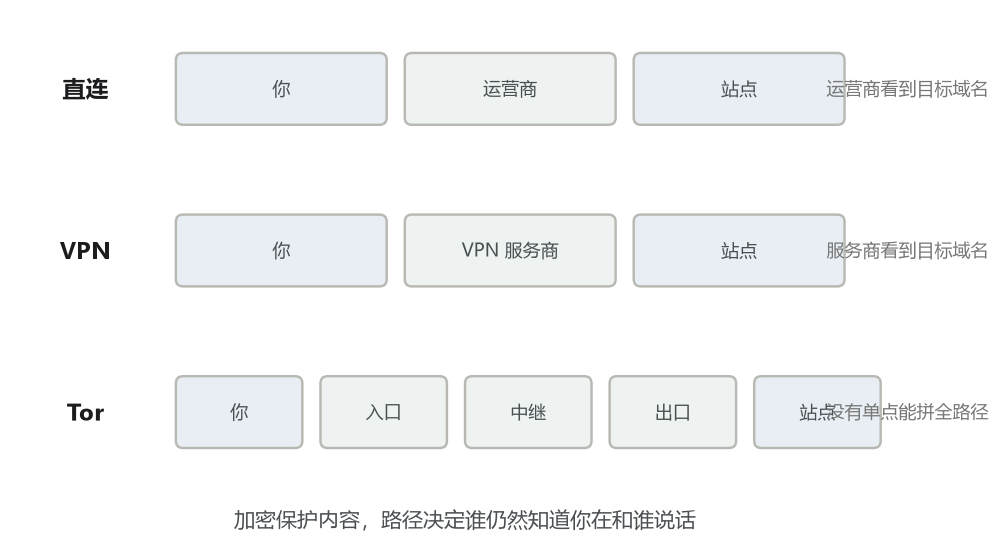 直连 你 运营商 站点 运营商看到目标域名
VPN 你 VPN 服务商 站点 服务商看到目标域名
Tor 你 入口 中继 出口 站点 没有单点能拼全路径
加密保护内容，路径决定谁仍然知道你在和谁说话